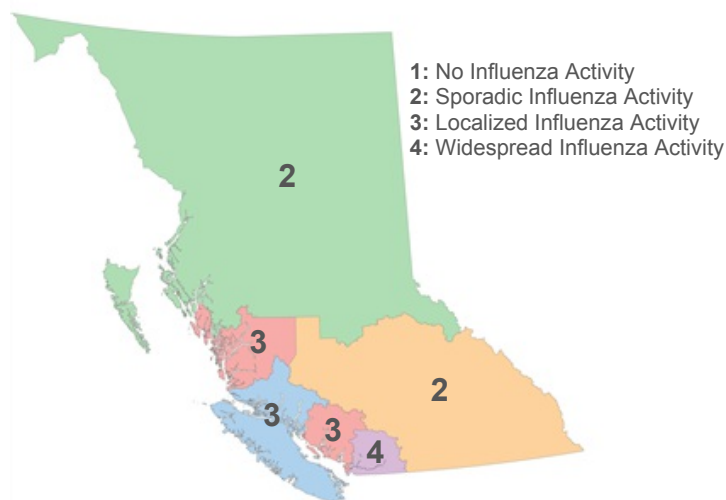 1: No Influenza Activity
2: Sporadic Influenza Activity
3: Localized Influenza Activity
4: Widespread Influenza Activity
2
3
2
3
3
4